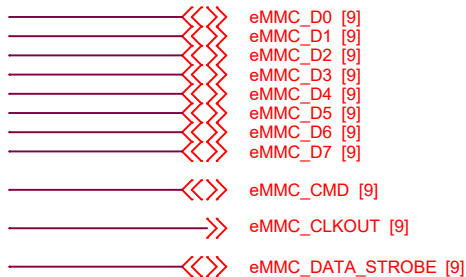 eMMC_D0 [9]
eMMC_D1 [9]
eMMC_D2 [9]
eMMC_D3 [9]
eMMC_D4 [9]
eMMC_D5 [9]
eMMC_D6 [9]
eMMC_D7 [9]
eMMC_CMD [9]
eMMC_CLKOUT [9]
eMMC_DATA_STROBE [9]